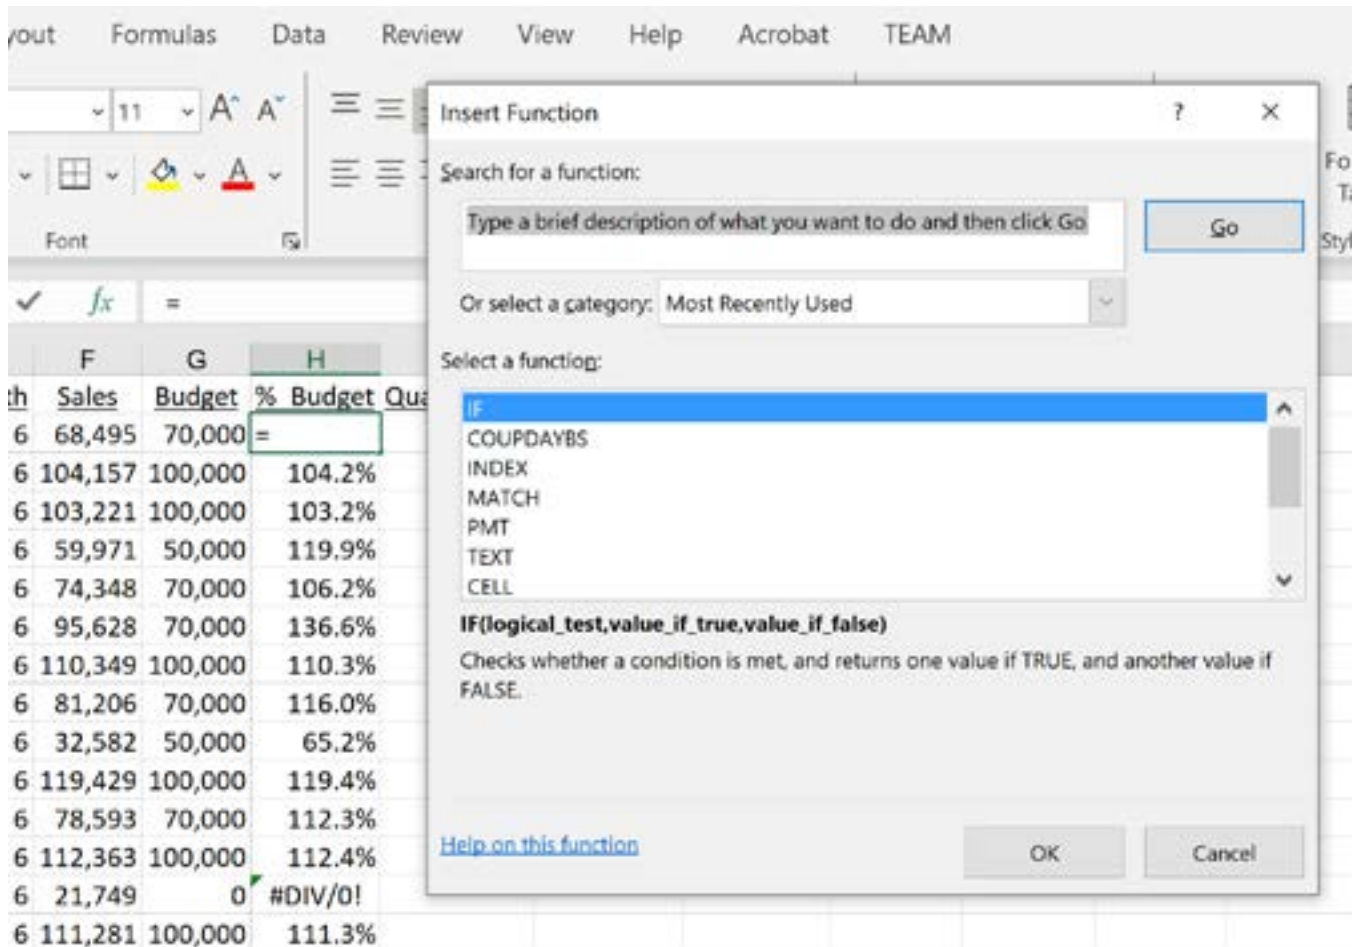 yout Formulas Data Review View Help Acrobat TEAM
11 A A
A
Font
Insert Function ? ×
Search for a function:
Type a brief description of what you want to do and then click Go
Go
Or select a category: Most Recently Used
Select a function:
IF
COUPDAYBS
INDEX
MATCH
PMT
TEXT
CELL
IF(logical_test,value_if_true,value_if_false)
Checks whether a condition is met, and returns one value if TRUE, and another value if
FALSE.
Help on this function
OK Cancel
Fo
Ta
Styl
fx =
F G H
th Sales Budget % Budget Qua
6 68,495 70,000 =
6 104,157 100,000 104.2%
6 103,221 100,000 103.2%
6 59,971 50,000 119.9%
6 74,348 70,000 106.2%
6 95,628 70,000 136.6%
6 110,349 100,000 110.3%
6 81,206 70,000 116.0%
6 32,582 50,000 65.2%
6 119,429 100,000 119.4%
6 78,593 70,000 112.3%
6 112,363 100,000 112.4%
6 21,749 0 #DIV/0!
6 111,281 100,000 111.3%